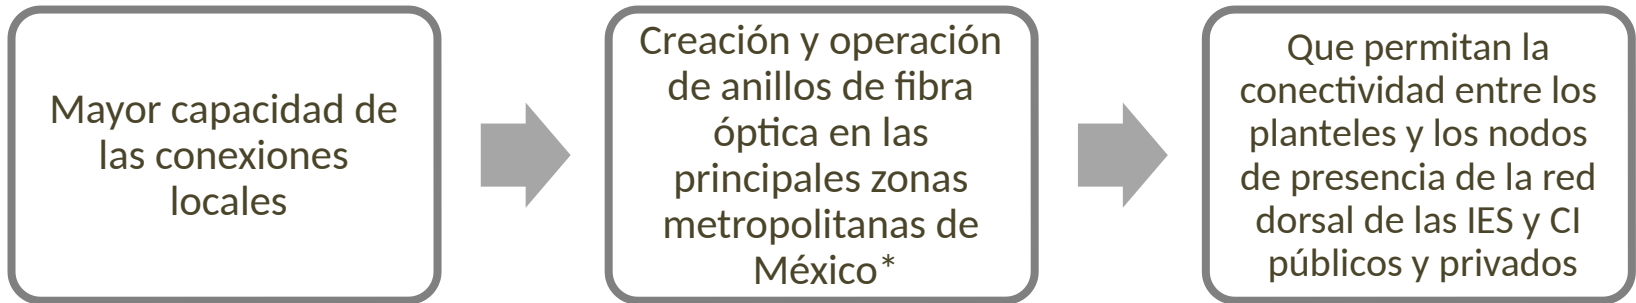 Mayor capacidad de
las conexiones
locales
Creación y operación
de anillos de fibra
óptica en las
principales zonas
metropolitanas de
México*
Que permitan la
conectividad entre los
planteles y los nodos
de presencia de la red
dorsal de las IES y CI
públicos y privados